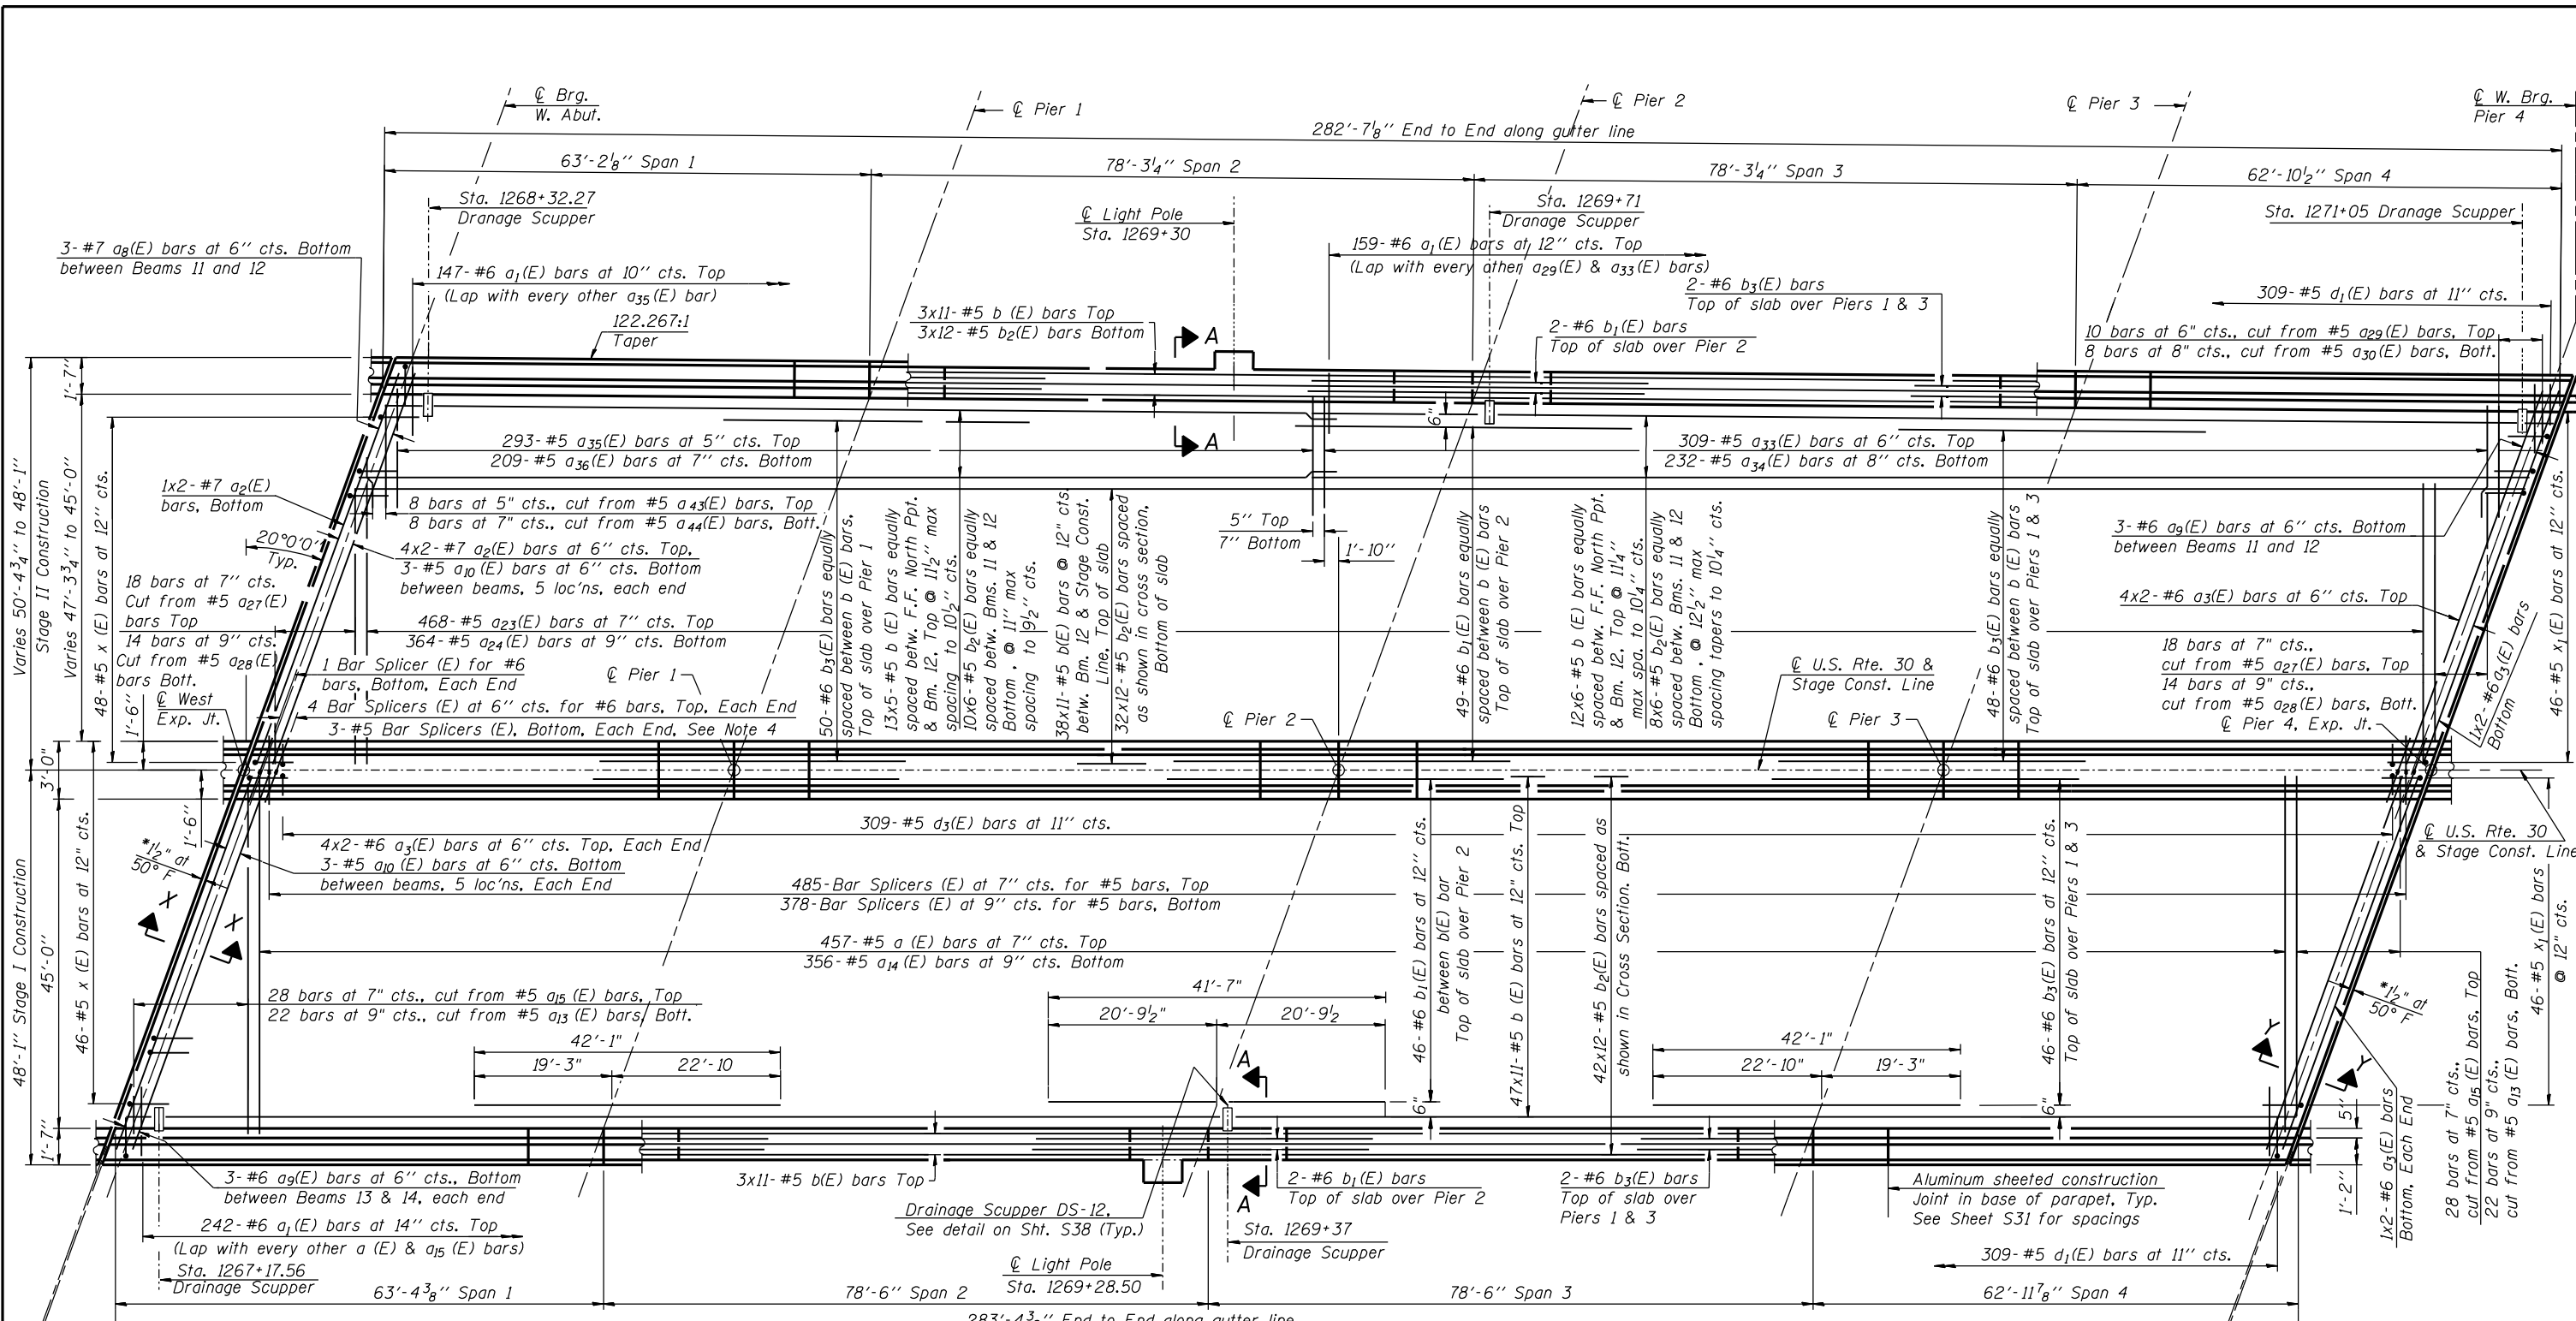 ℄ Brg.
W. Abut.
℄ Pier 1
℄ Pier 2
℄ Pier 3
℄ W. Brg.
Pier 4
282'-7⅛" End to End along gutter line
63'-2⅛" Span 1
78'-3¼" Span 2
78'-3¼" Span 3
62'-10½" Span 4
Sta. 1268+32.27
Dranage Scupper
℄ Light Pole
Sta. 1269+30
Sta. 1269+71
Dranage Scupper
Sta. 1271+05 Dranage Scupper
3-#7 a8(E) bars at 6" cts. Bottom
between Beams 11 and 12
147-#6 a1(E) bars at 10" cts. Top
(Lap with every other a35(E) bar)
122.267:1
Taper
3x11-#5 b (E) bars Top
3x12-#5 b2(E) bars Bottom
A
159-#6 a1(E) bars at 12" cts. Top
(Lap with every other a29(E) & a33(E) bars)
2-#6 b3(E) bars
Top of slab over Piers 1 & 3
2-#6 b1(E) bars
Top of slab over Pier 2
309-#5 d1(E) bars at 11" cts.
10 bars at 6" cts., cut from #5 a29(E) bars, Top
8 bars at 8" cts., cut from #5 a30(E) bars, Bott.
Varies 50'-4¾" to 48'-1"
Stage II Construction
Varies 47'-3¾" to 45'-0"
1'-7"
48-#5 x (E) bars at 12" cts.
1'-6"
293-#5 a35(E) bars at 5" cts. Top
209-#5 a36(E) bars at 7" cts. Bottom
A
6"
309-#5 a33(E) bars at 6" cts. Top
232-#5 a34(E) bars at 8" cts. Bottom
1x2-#7 a2(E)
bars, Bottom
8 bars at 5" cts., cut from #5 a43(E) bars, Top
8 bars at 7" cts., cut from #5 a44(E) bars, Bott.
20°0'0"
Typ.
4x2-#7 a2(E) bars at 6" cts. Top,
3-#5 a10 (E) bars at 6" cts. Bottom
between beams, 5 loc'ns, each end
18 bars at 7" cts.
Cut from #5 a27(E)
bars Top
14 bars at 9" cts.
Cut from #5 a28(E)
bars Bott.
468-#5 a23(E) bars at 7" cts. Top
364-#5 a24(E) bars at 9" cts. Bottom
1 Bar Splicer (E) for #6
bars, Bottom, Each End
℄ Pier 1
℄ West
Exp. Jt.
4 Bar Splicers (E) at 6" cts. for #6 bars, Top, Each End
3-#5 Bar Splicers (E), Bottom, Each End, See Note 4
50-#6 b3(E) bars equally
spaced between b (E) bars.
Top of slab over Pier 1
13x5-#5 b (E) bars equally
spaced betw. F.F. North Ppt.
& Bm. 12, Top @ 11½" max
spacing to 10½" cts.
10x6-#5 b2(E) bars equally
spaced betw. Bms. 11 & 12
Bottom , @ 11" max
spacing to 9½" cts.
38x11-#5 b(E) bars @ 12" cts.
betw. Bm. 12 & Stage Const.
Line, Top of slab
32x12-#5 b2(E) bars spaced
as shown in cross section,
Bottom of slab
5" Top
7" Bottom
1'-10"
℄ Pier 2
49-#6 b1(E) bars equally
spaced between b (E) bars
Top of slab over Pier 2
12x6-#5 b (E) bars equally
spaced betw. F.F. North Ppt.
& Bm. 12, Top @ 11¼"
max spa. to 10¼" cts.
8x6-#5 b2(E) bars equally
spaced betw. Bms. 11 & 12
Bottom , @ 12½" max
spacing tapers to 10¼" cts.
℄ U.S. Rte. 30 &
Stage Const. Line
℄ Pier 3
48-#6 b3(E) bars equally
spaced between b (E) bars
Top of slab over Piers 1 & 3
3-#6 a9(E) bars at 6" cts. Bottom
between Beams 11 and 12
4x2-#6 a3(E) bars at 6" cts. Top
18 bars at 7" cts.,
cut from #5 a27(E) bars, Top
14 bars at 9" cts.,
cut from #5 a28(E) bars, Bott.
℄ Pier 4, Exp. Jt.
1x2-#6 a3(E) bars
Bottom
46-#5 x1(E) bars at 12" cts.
48'-1" Stage I Construction
3'-0"
45'-0"
1'-7"
46-#5 x (E) bars at 12" cts.
1'-6"
*1½" at
50° F
X
X
309-#5 d3(E) bars at 11" cts.
4x2-#6 a3(E) bars at 6" cts. Top, Each End
3-#5 a10 (E) bars at 6" cts. Bottom
between beams, 5 loc'ns, Each End
485-Bar Splicers (E) at 7" cts. for #5 bars, Top
378-Bar Splicers (E) at 9" cts. for #5 bars, Bottom
457-#5 a (E) bars at 7" cts. Top
356-#5 a14 (E) bars at 9" cts. Bottom
28 bars at 7" cts., cut from #5 a15 (E) bars, Top
22 bars at 9" cts., cut from #5 a13 (E) bars, Bott.
42'-1"
19'-3"
22'-10
41'-7"
20'-9½"
20'-9½
46-#6 b1(E) bars at 12" cts.
between b(E) bar
Top of slab over Pier 2
6"
47x11-#5 b (E) bars at 12" cts. Top
42x12-#5 b2(E) bars spaced as
shown in Cross Section. Bott.
42'-1"
22'-10"
19'-3"
46-#6 b3(E) bars at 12" cts.
Top of slab over Piers 1 & 3
6"
℄ U.S. Rte. 30
& Stage Const. Line
46-#5 x1(E) bars
@ 12" cts.
*1½" at
50° F
Y
Y
A
A
5"
1'-2"
1x2-#6 a3(E) bars
Bottom, Each End
28 bars at 7" cts.,
cut from #5 a15 (E) bars, Top
22 bars at 9" cts.,
cut from #5 a13 (E) bars, Bott.
3-#6 a9(E) bars at 6" cts., Bottom
between Beams 13 & 14, each end
3x11-#5 b(E) bars Top
2-#6 b1(E) bars
Top of slab over Pier 2
2-#6 b3(E) bars
Top of slab over
Piers 1 & 3
Aluminum sheeted construction
Joint in base of parapet, Typ.
See Sheet S31 for spacings
242-#6 a1(E) bars at 14" cts. Top
(Lap with every other a (E) & a15 (E) bars)
Drainage Scupper DS-12,
See detail on Sht. S38 (Typ.)
Sta. 1269+37
Drainage Scupper
Sta. 1267+17.56
Drainage Scupper
℄ Light Pole
Sta. 1269+28.50
309-#5 d1(E) bars at 11" cts.
63'-4⅜" Span 1
78'-6" Span 2
78'-6" Span 3
62'-11⅞" Span 4
End to End along gutter line